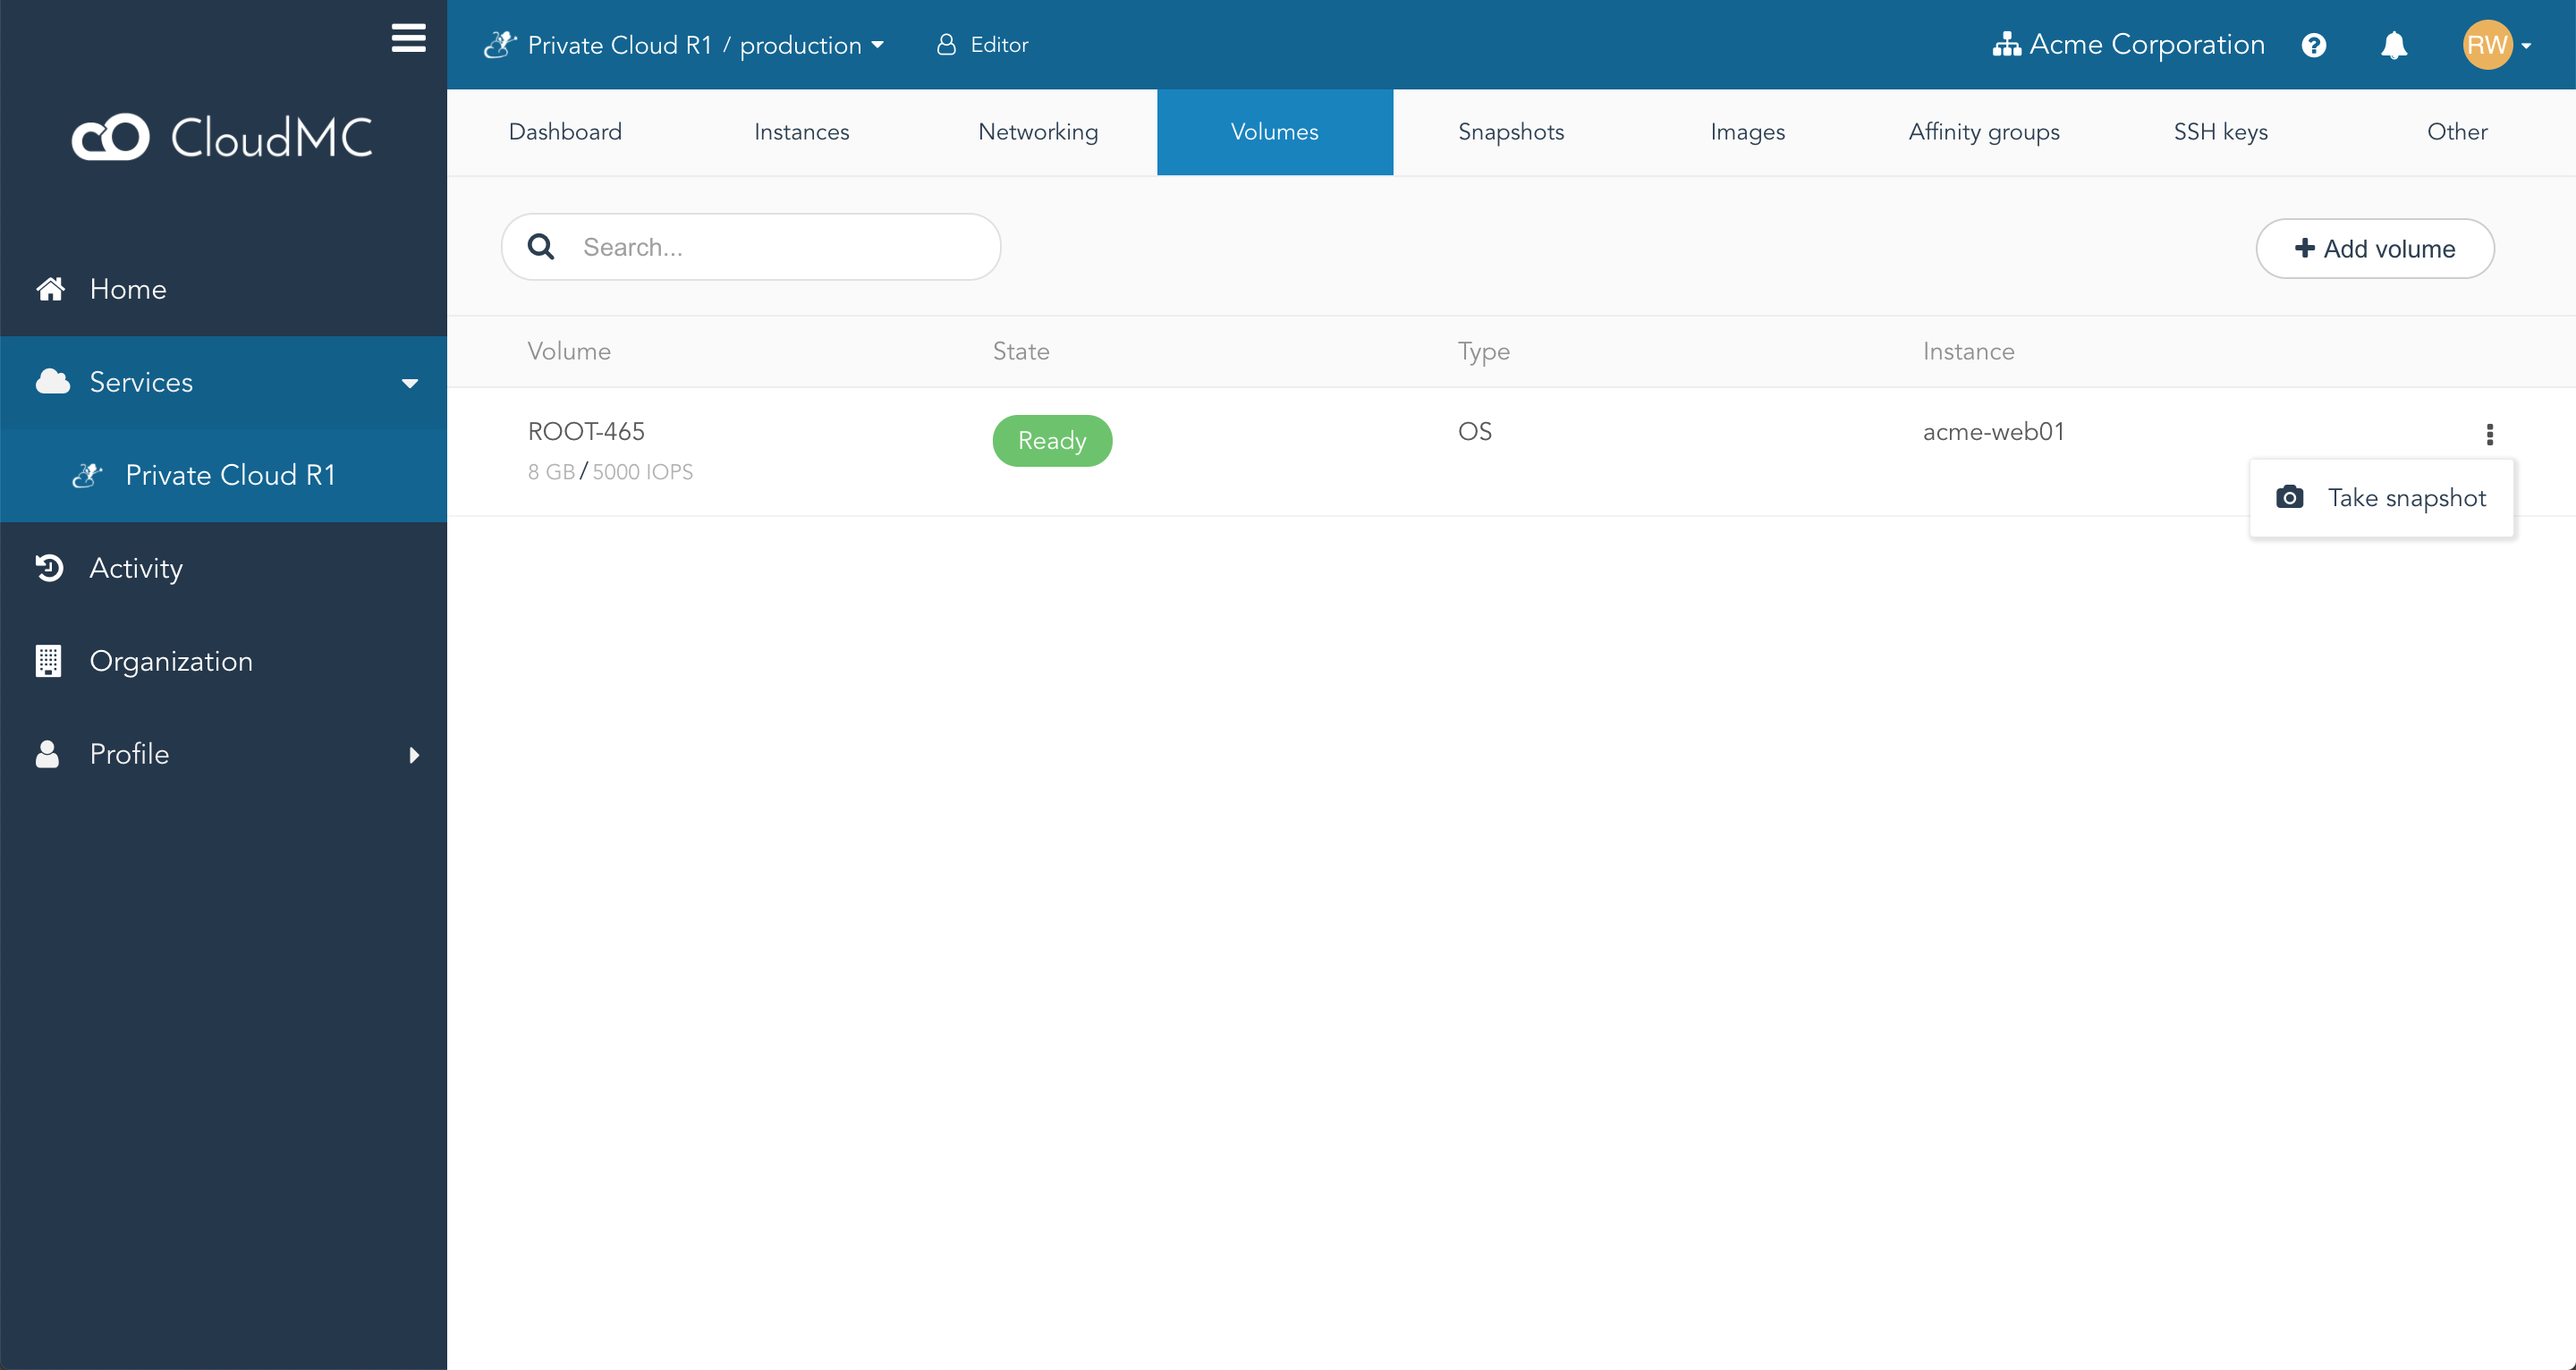 Private Cloud R1 / production
Editor
Acme Corporation
RW
CloudMC
Dashboard
Instances
Networking
Volumes
Snapshots
Images
Affinity groups
SSH keys
Other
Home
Services
Private Cloud R1
Activity
Organization
Profile
Search...
Add volume
Volume
State
Type
Instance
ROOT-465
Ready
OS
acme-web01
8 GB / 5000 IOPS
Take snapshot